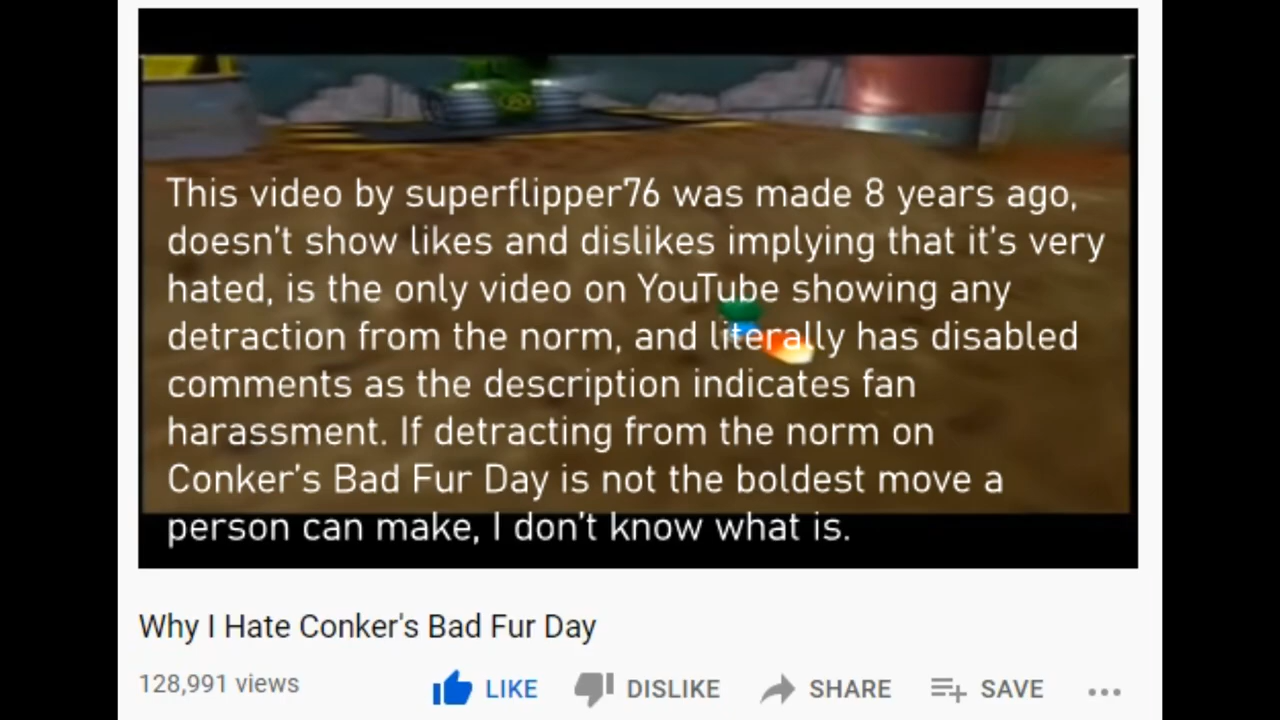 This video by superflipper76 was made 8 years ago,
doesn't show likes and dislikes implying that it's very
hated, is the only video on YouTube showing any
detraction from the norm, and literally has disabled
comments as the description indicates fan
harassment. If detracting from the norm on
Conker's Bad Fur Day is not the boldest move a
person can make, I don't know what is.
Why I Hate Conker's Bad Fur Day
128,991 views LIKE DISLIKE SHARE SAVE